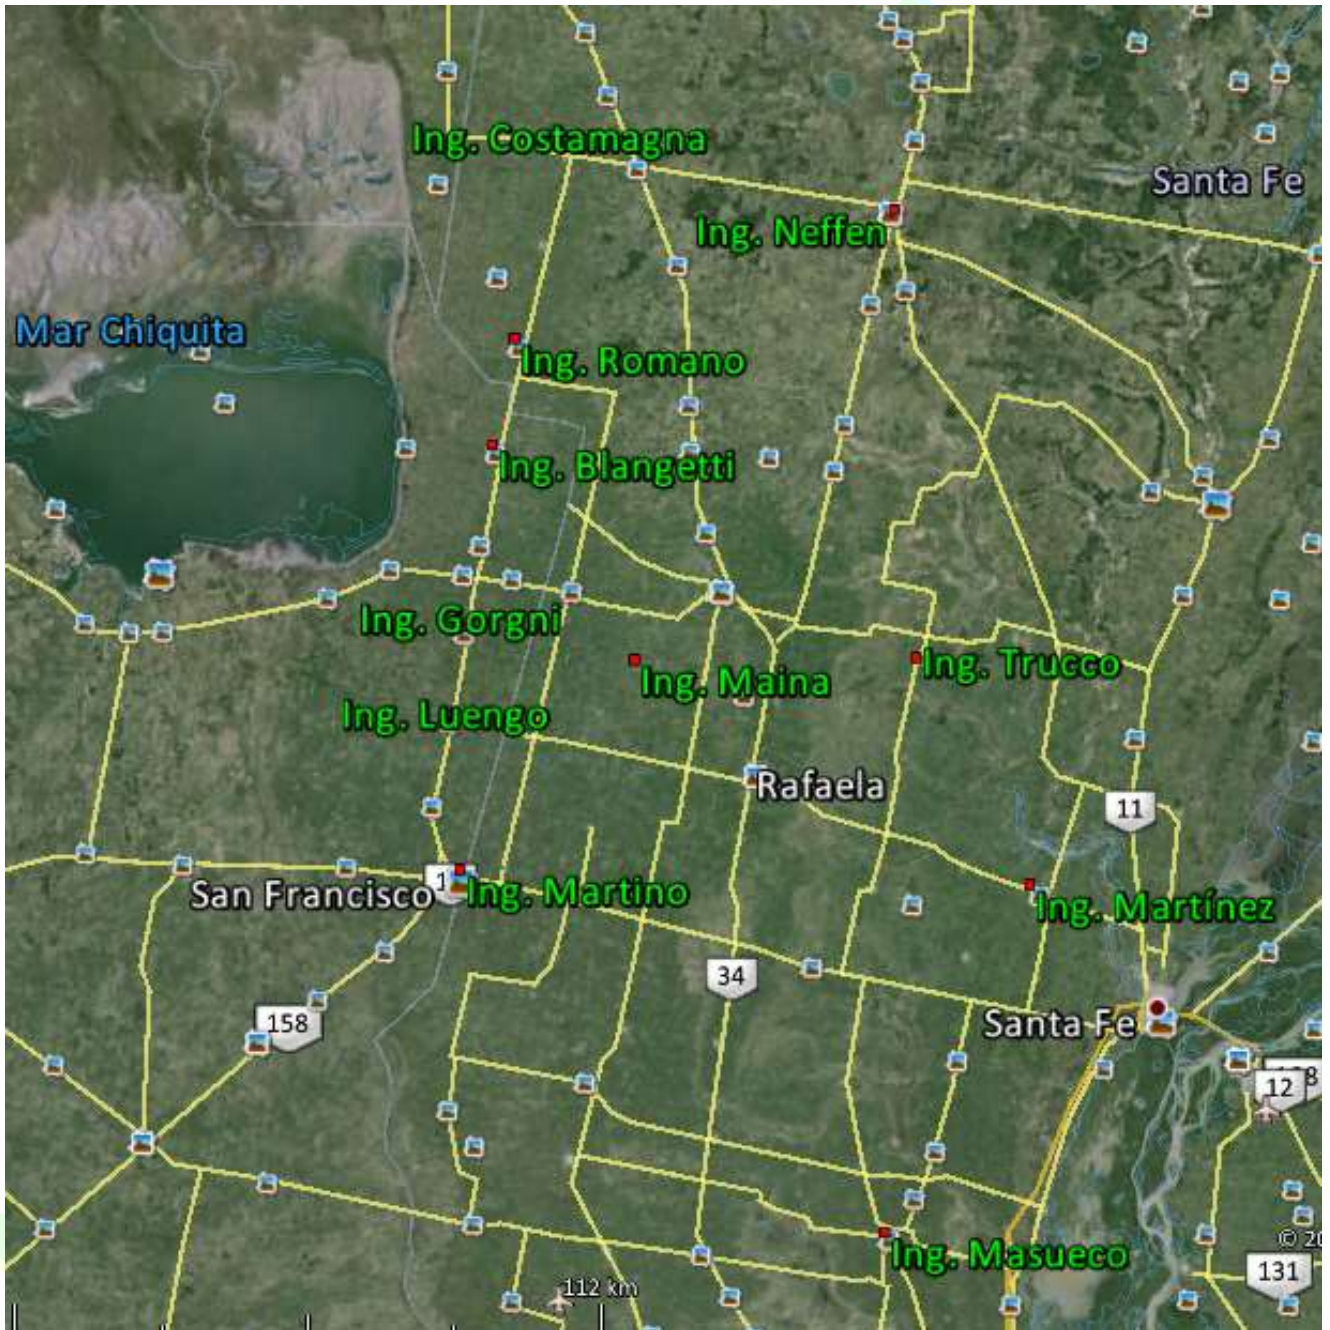 Ing. Costamagna
Santa Fe
Ing. Neffen
Mar Chiquita
Ing. Romano
Ing. Blangetti
Ing. Gorgni
Ing. Trucco
Ing. Maina
Ing. Luengo
Rafaela
11
San Francisco
Ing. Martino
Ing. Martínez
34
158
Santa Fe
12
Ing. Masueco
131
112 km